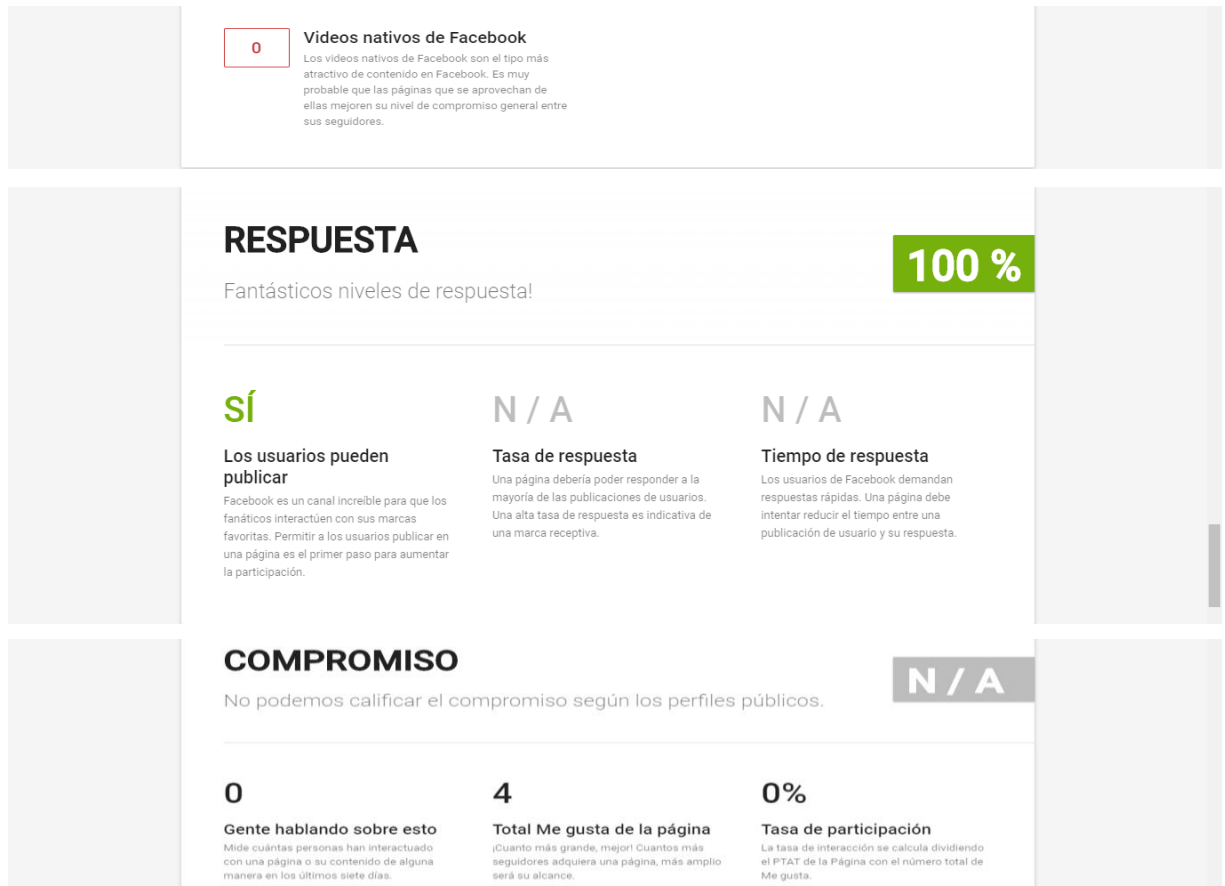 0
Videos nativos de Facebook
Los videos nativos de Facebook son el tipo más
atractivo de contenido en Facebook. Es muy
probable que las páginas que se aprovechan de
ellas mejoren su nivel de compromiso general entre
sus seguidores.
RESPUESTA
100 %
Fantásticos niveles de respuesta!
SÍ
Los usuarios pueden
publicar
Facebook es un canal increíble para que los
fanáticos interactúen con sus marcas
favoritas. Permitir a los usuarios publicar en
una página es el primer paso para aumentar
la participación.
N / A
Tasa de respuesta
Una página debería poder responder a la
mayoría de las publicaciones de usuarios.
Una alta tasa de respuesta es indicativa de
una marca receptiva.
N / A
Tiempo de respuesta
Los usuarios de Facebook demandan
respuestas rápidas. Una página debe
intentar reducir el tiempo entre una
publicación de usuario y su respuesta.
COMPROMISO
N / A
No podemos calificar el compromiso según los perfiles públicos.
0
Gente hablando sobre esto
Mide cuántas personas han interactuado
con una página o su contenido de alguna
manera en los últimos siete días.
4
Total Me gusta de la página
¡Cuanto más grande, mejor! Cuantos más
seguidores adquiera una página, más amplio
será su alcance.
0%
Tasa de participación
La tasa de interacción se calcula dividiendo
el PTAT de la Página con el número total de
Me gusta.